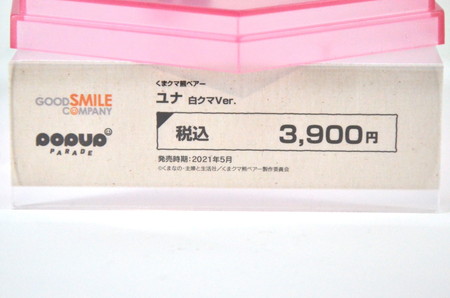 GOOD SMILE
COMPANY
POPUP
PARADE
くまクマ熊ベアー
ユナ 白クマVer.
税込 3,900円
発売時期:2021年5月
©くまなの・主婦と生活社/くまクマ熊ベアー製作委員会